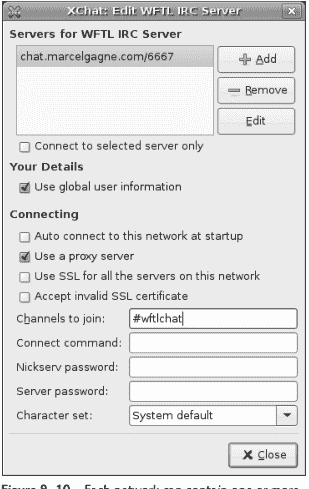 XChat: Edit WFTL IRC Server
Servers for WFTL IRC Server
chat.marcelgagne.com/6667
Add
Remove
Edit
Connect to selected server only
Your Details
Use global user information
Connecting
Auto connect to this network at startup
Use a proxy server
Use SSL for all the servers on this network
Accept invalid SSL certificate
Channels to join: #wftlchat
Connect command:
Nickserv password:
Server password:
Character set: System default
Close
Figure 9-10 Each network can contain one or more